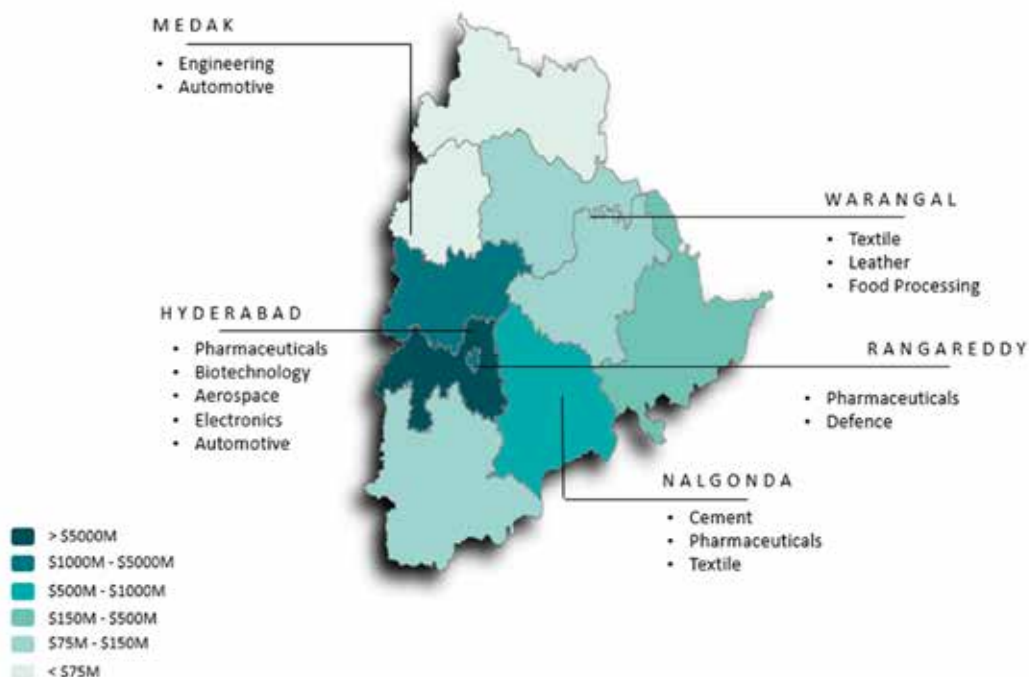 MEDAK
• Engineering
• Automotive
WARANGAL
• Textile
• Leather
• Food Processing
HYDERABAD
• Pharmaceuticals
• Biotechnology
• Aerospace
• Electronics
• Automotive
RANGAREDDY
• Pharmaceuticals
• Defence
NALGONDA
• Cement
• Pharmaceuticals
• Textile
> $5000M
$1000M - $5000M
$500M - $1000M
$150M - $500M
$75M - $150M
< $75M